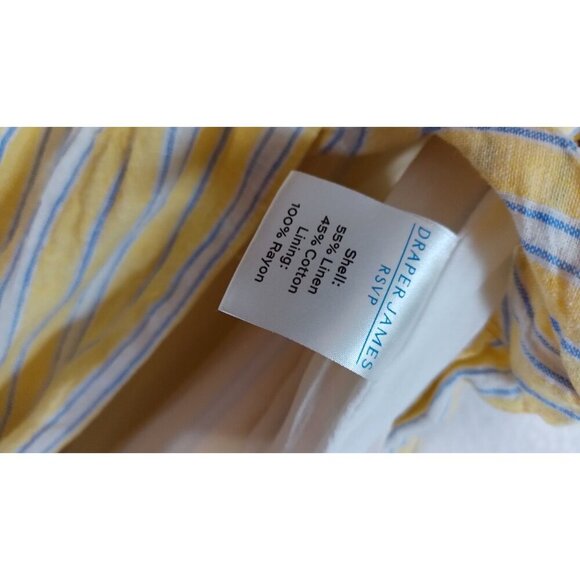 DRAPER JAMES
RSVP
Shell:
55% Linen
45% Cotton
Lining:
100% Rayon